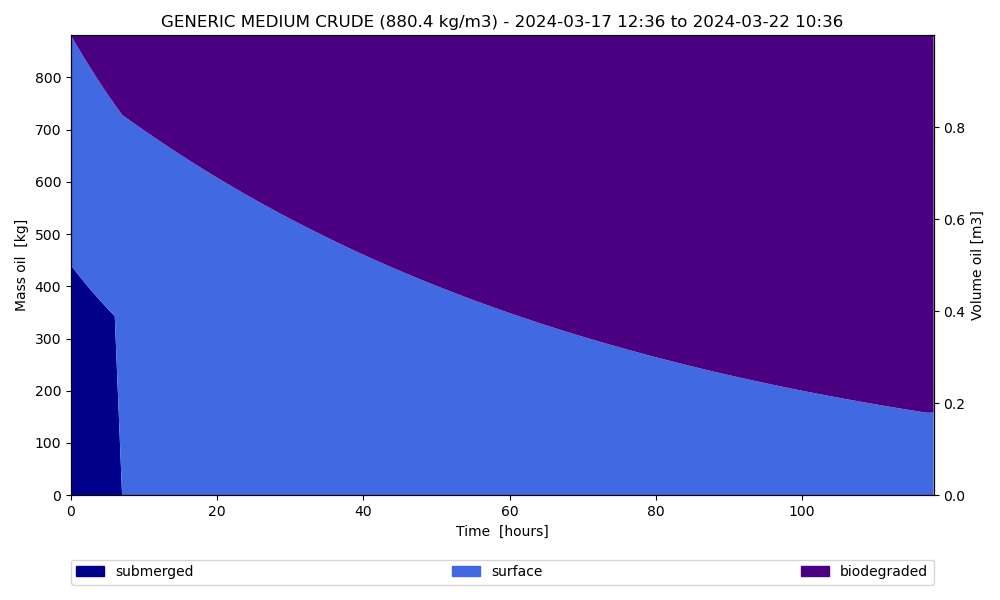 GENERIC MEDIUM CRUDE (880.4 kg/m3) - 2024-03-17 12:36 to 2024-03-22 10:36
Mass oil [kg]
800
700
600
500
400
300
200
100
0
0.8
0.6
0.4
0.2
0.0
Volume oil [m3]
0 20 40 60 80 100
Time [hours]
submerged surface biodegraded